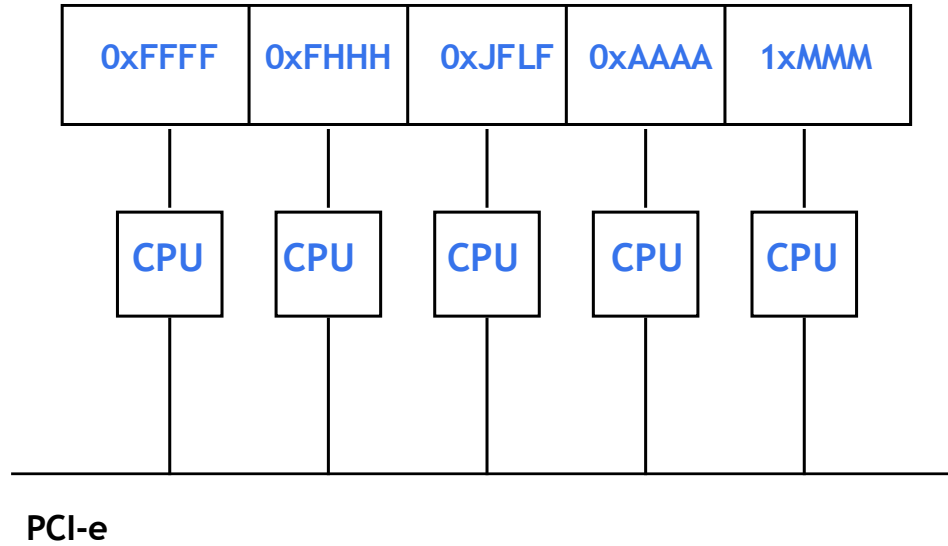 0xFFFF 0xFHHH 0xJFLF 0xAAAA 1xMMM
CPU CPU CPU CPU CPU
PCI-e